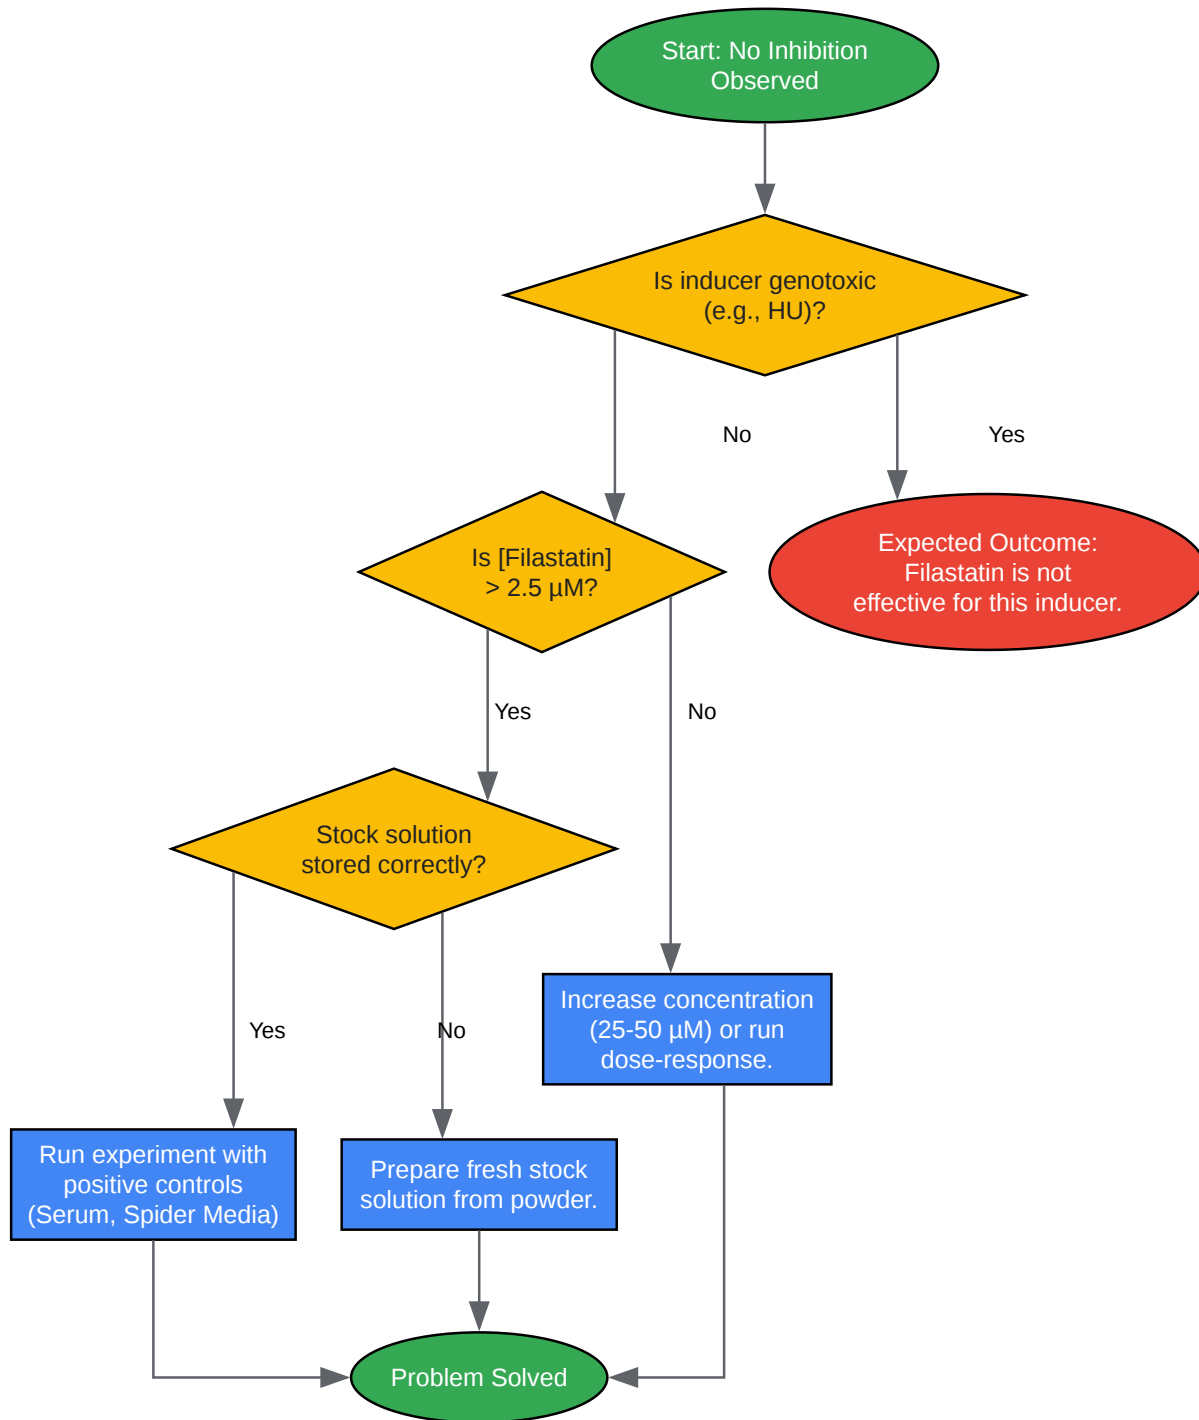 Start: No Inhibition
Observed
Is inducer genotoxic
(e.g., HU)?
No
Yes
Is [Filastatin]
> 2.5 µM?
Expected Outcome:
Filastatin is not
effective for this inducer.
Yes
No
Stock solution
stored correctly?
Increase concentration
(25-50 µM) or run
dose-response.
Yes
No
Run experiment with
positive controls
(Serum, Spider Media)
Prepare fresh stock
solution from powder.
Problem Solved